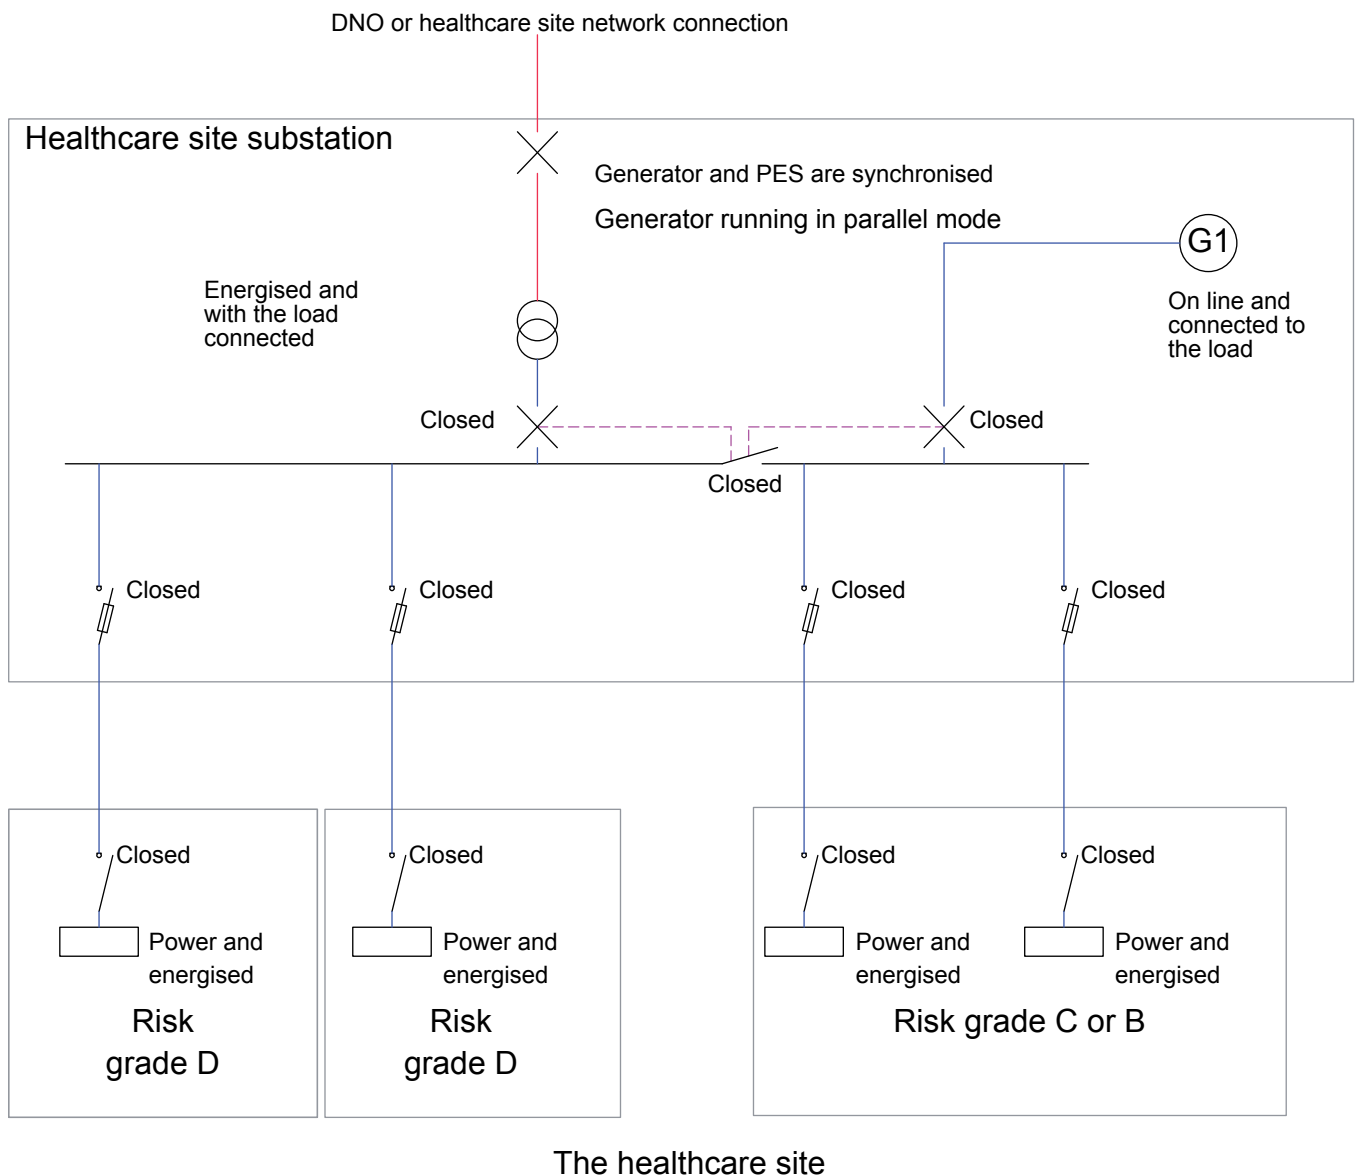 DNO or healthcare site network connection
Healthcare site substation
Generator and PES are synchronised
Generator running in parallel mode
G1
Energised and
with the load
connected
On line and
connected to
the load
Closed
Closed
Closed
Closed
Closed
Closed
Closed
Closed
Closed
Closed
Closed
Power and
energised
Power and
energised
Power and
energised
Power and
energised
Risk
grade D
Risk
grade D
Risk grade C or B
The healthcare site